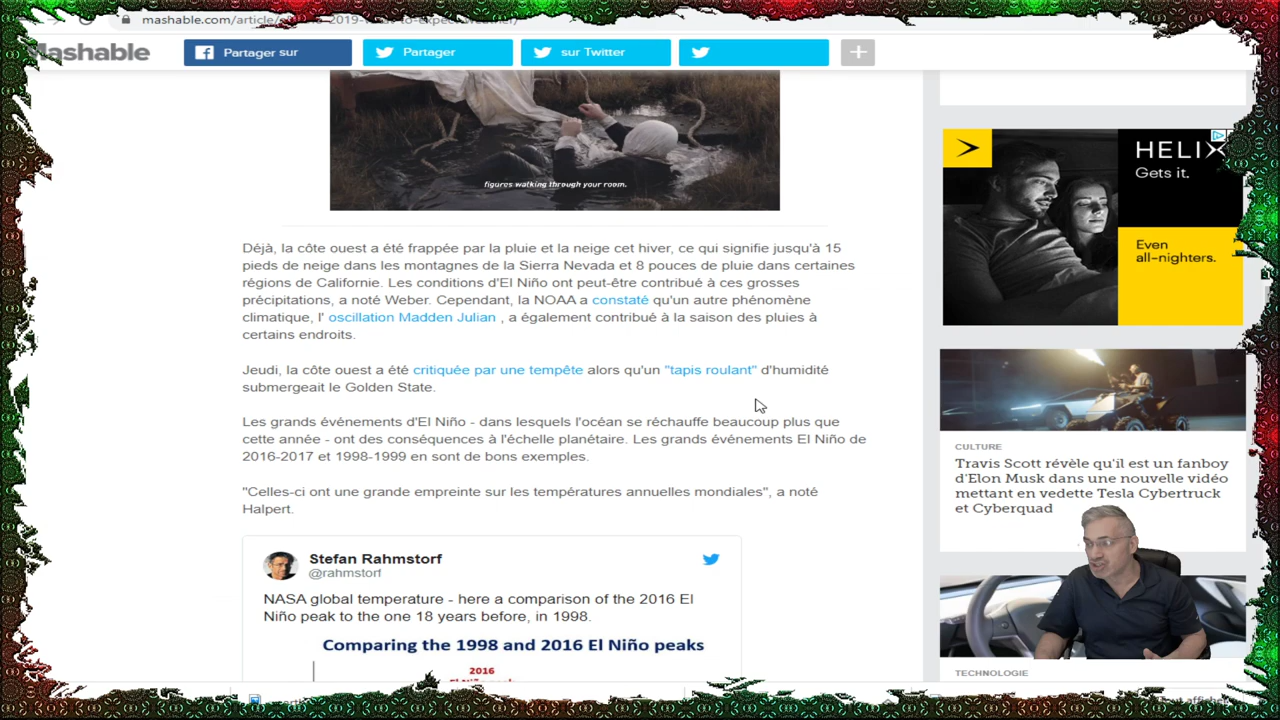 mashable.com/article/
Mashable
Partager sur
Partager
sur Twitter
+
figures walking through your room.
Déjà, la côte ouest a été frappée par la pluie et la neige cet hiver, ce qui signifie jusqu'à 15
pieds de neige dans les montagnes de la Sierra Nevada et 8 pouces de pluie dans certaines
régions de Californie. Les conditions d'El Niño ont peut-être contribué à ces grosses
précipitations, a noté Weber. Cependant, la NOAA a constaté qu'un autre phénomène
climatique, l' oscillation Madden Julian , a également contribué à la saison des pluies à
certains endroits.
Jeudi, la côte ouest a été critiquée par une tempête alors qu'un "tapis roulant" d'humidité
submergeait le Golden State.
Les grands événements d'El Niño - dans lesquels l'océan se réchauffe beaucoup plus que
cette année - ont des conséquences à l'échelle planétaire. Les grands événements El Niño de
2016-2017 et 1998-1999 en sont de bons exemples.
"Celles-ci ont une grande empreinte sur les températures annuelles mondiales", a noté
Halpert.
Stefan Rahmstorf
@rahmstorf
NASA global temperature - here a comparison of the 2016 El
Niño peak to the one 18 years before, in 1998.
Comparing the 1998 and 2016 El Niño peaks
2016
HELIX
Gets it.
Even
all-nighters.
CULTURE
Travis Scott révèle qu'il est un fanboy
d'Elon Musk dans une nouvelle vidéo
mettant en vedette Tesla Cybertruck
et Cyberquad
TECHNOLOGIE